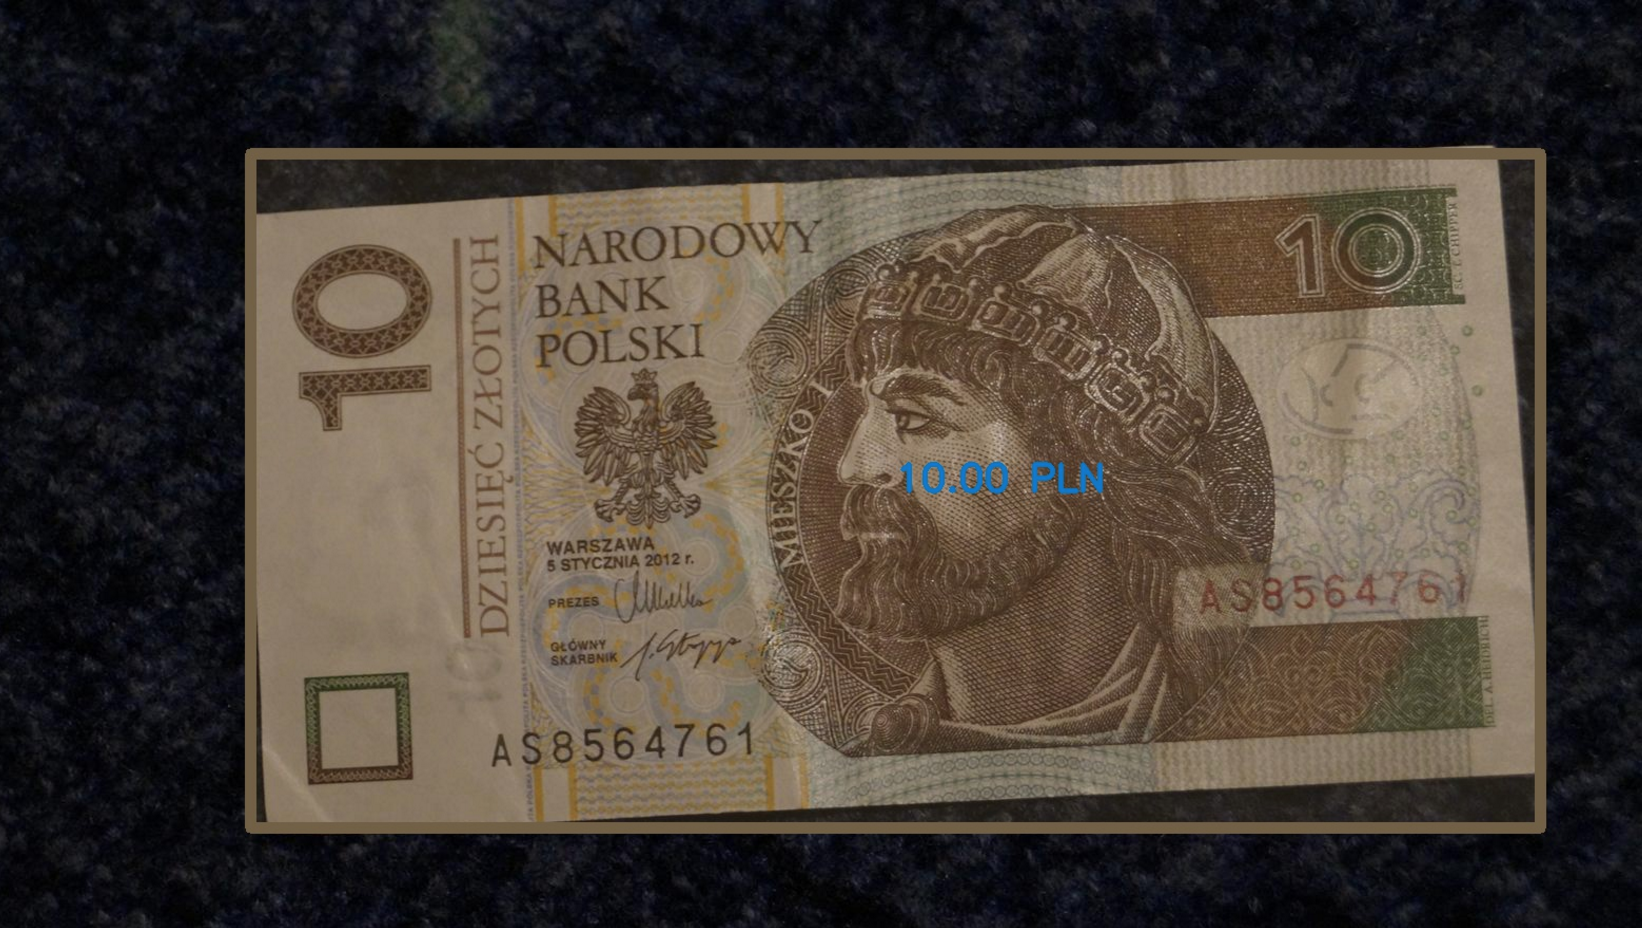 10
DZIESIĘĆ ZŁOTYCH
NARODOWY
BANK
POLSKI
WARSZAWA
5 STYCZNIA 2012 r.
PREZES
GŁÓWNY
SKARBNIK
AS8564761
MIESZKO I
10.00 PLN
10
AS8564761